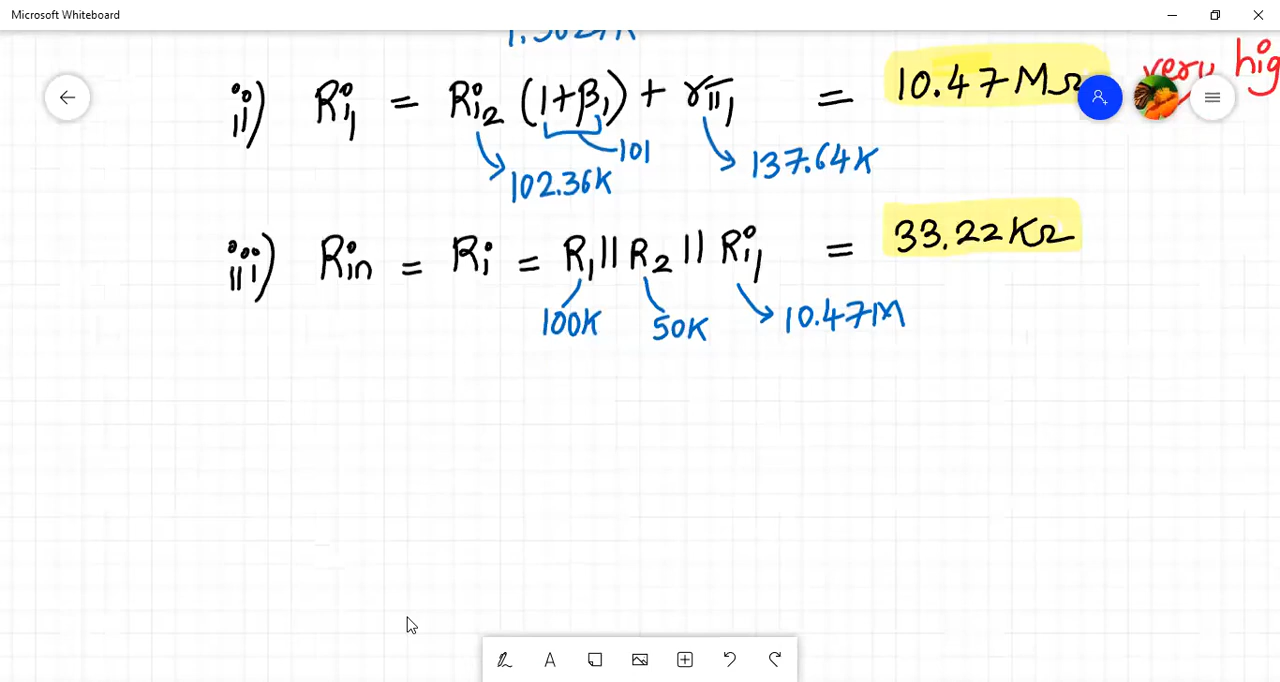 Microsoft Whiteboard
ii) Ri1 = Ri2 (1+β1) + rπ1 = 10.47 MΩ very hig
101
102.36K
137.64K
iii) Rin = Ri = R1 || R2 || Ri1 = 33.22 KΩ
100K 50K 10.47M
A